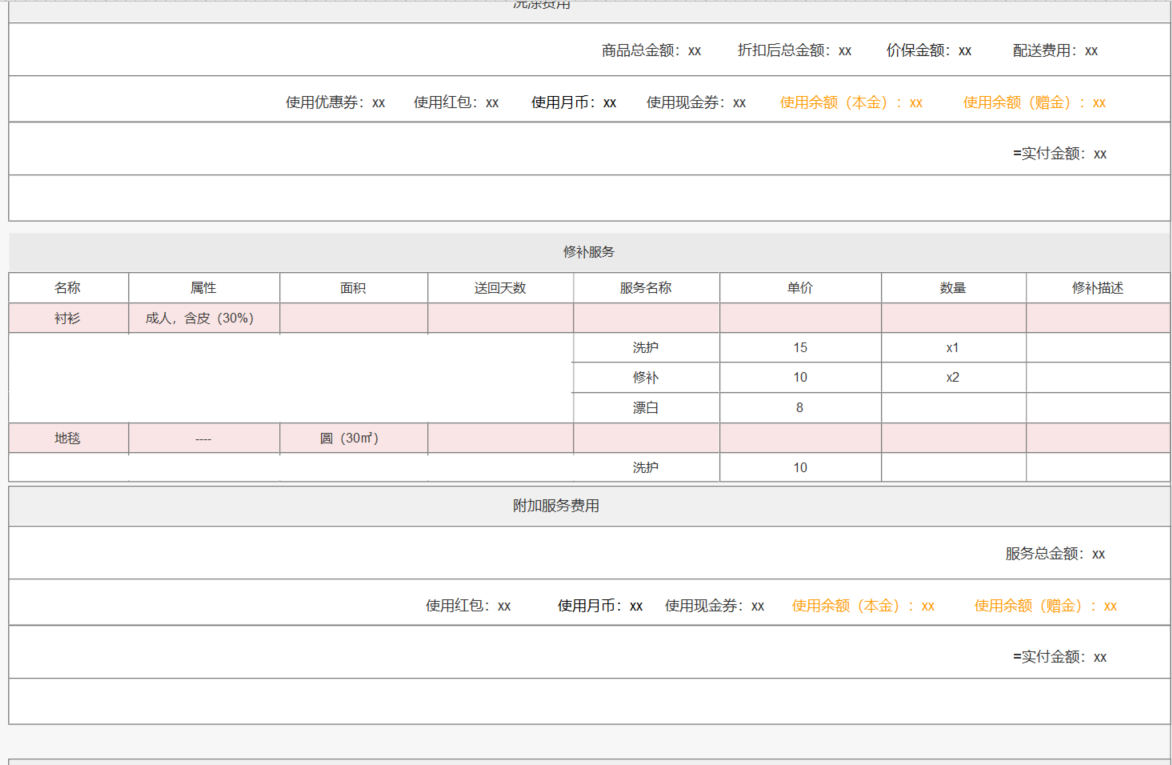 洗涤费用
商品总金额：xx 折扣后总金额：xx 价保金额：xx 配送费用：xx
使用优惠券：xx 使用红包：xx 使用月币：xx 使用现金券：xx 使用余额（本金）：xx 使用余额（赠金）：xx
=实付金额：xx
修补服务
名称 属性 面积 送回天数 服务名称 单价 数量 修补描述
衬衫 成人，含皮（30%）
洗护 15 x1
修补 10 x2
漂白 8
地毯 ---- 圆（30㎡）
洗护 10
附加服务费用
服务总金额：xx
使用红包：xx 使用月币：xx 使用现金券：xx 使用余额（本金）：xx 使用余额（赠金）：xx
=实付金额：xx